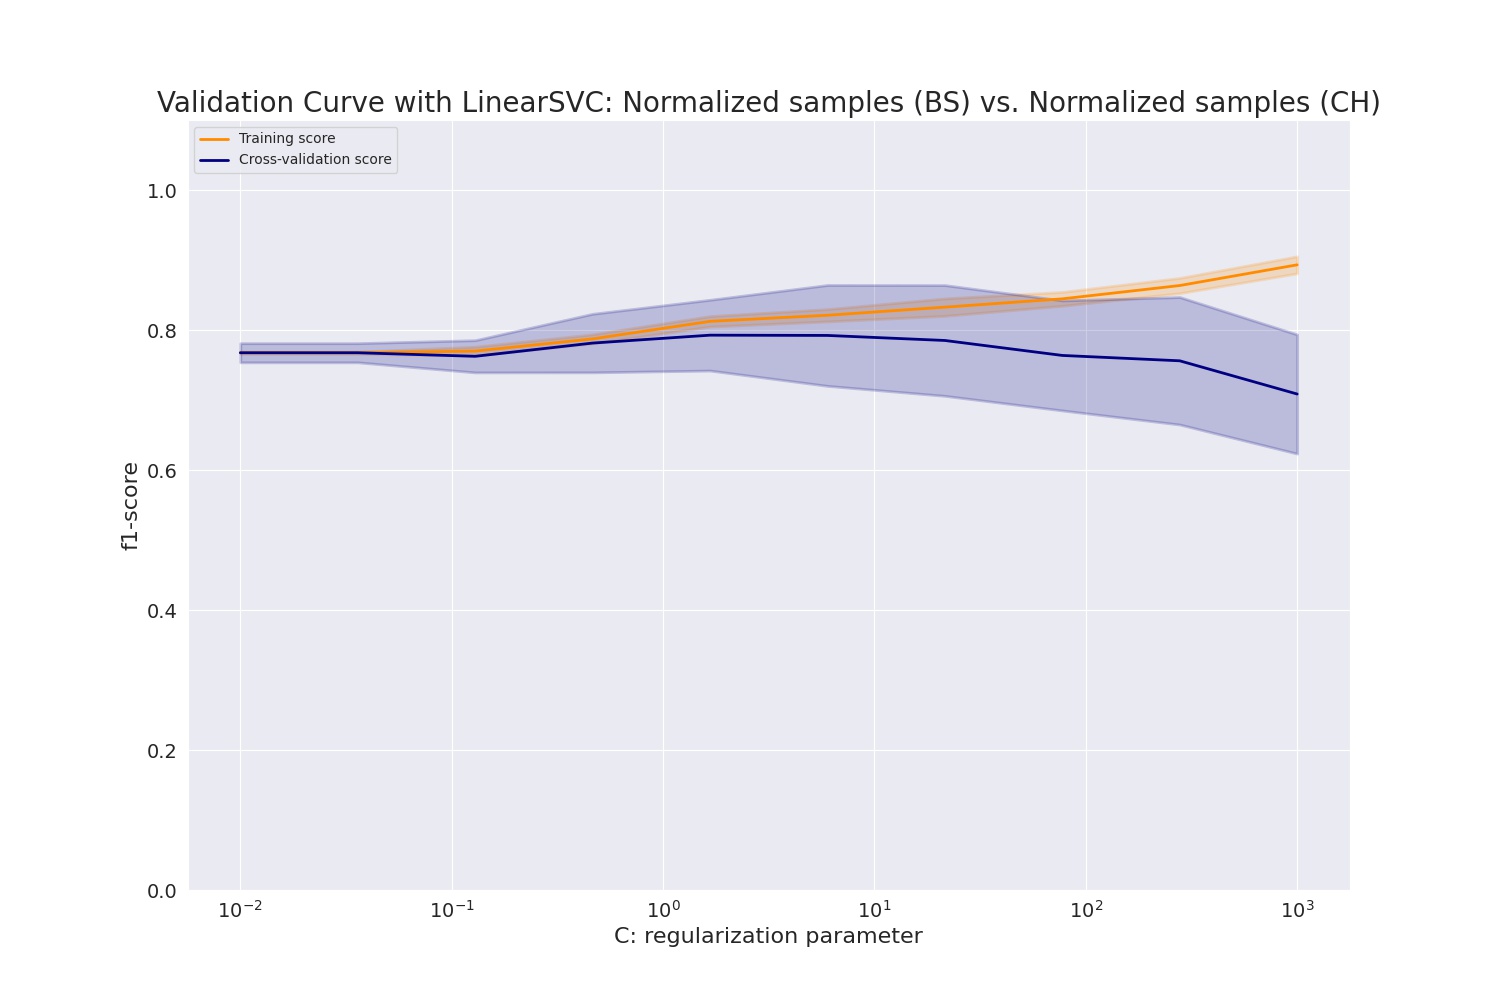 Validation Curve with LinearSVC: Normalized samples (BS) vs. Normalized samples (CH)
Training score
Cross-validation score
1.0
0.8
0.6
0.4
0.2
0.0
f1-score
10⁻² 10⁻¹ 10⁰ 10¹ 10² 10³
C: regularization parameter